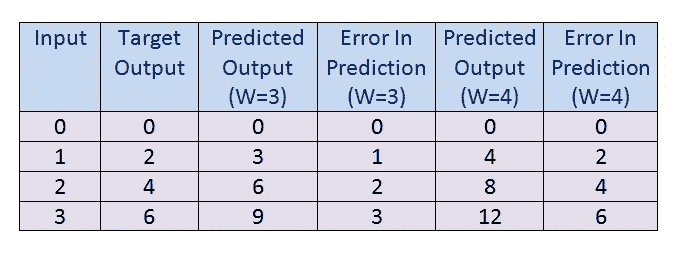 Input Target Predicted Error In Predicted Error In
Output Output Prediction Output Prediction
(W=3) (W=3) (W=4) (W=4)
0 0 0 0 0 0
1 2 3 1 4 2
2 4 6 2 8 4
3 6 9 3 12 6